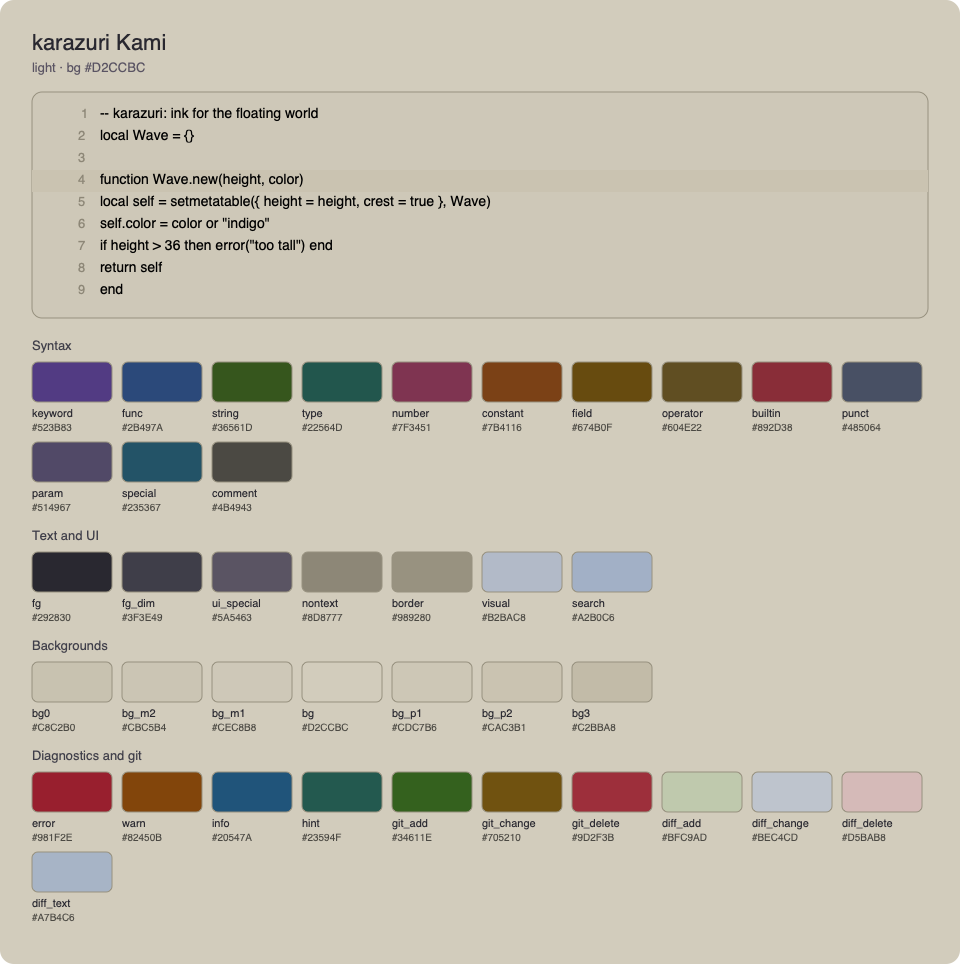 karazuri Kami
light · bg #D2CCBC
1 -- karazuri: ink for the floating world
2 local Wave = {}
3
4 function Wave.new(height, color)
5 local self = setmetatable({ height = height, crest = true }, Wave)
6 self.color = color or "indigo"
7 if height > 36 then error("too tall") end
8 return self
9 end
Syntax
keyword func string type number constant field operator builtin punct
#523B83 #2B497A #36561D #22564D #7F3451 #7B4116 #674B0F #604E22 #892D38 #485064
param special comment
#514967 #235367 #4B4943
Text and UI
fg fg_dim ui_special nontext border visual search
#292830 #3F3E49 #5A5463 #8D8777 #989280 #B2BAC8 #A2B0C6
Backgrounds
bg0 bg_m2 bg_m1 bg bg_p1 bg_p2 bg3
#C8C2B0 #CBC5B4 #CEC8B8 #D2CCBC #CDC7B6 #CAC3B1 #C2BBA8
Diagnostics and git
error warn info hint git_add git_change git_delete diff_add diff_change diff_delete
#981F2E #82450B #20547A #23594F #34611E #705210 #9D2F3B #BFC9AD #BEC4CD #D5BAB8
diff_text
#A7B4C6